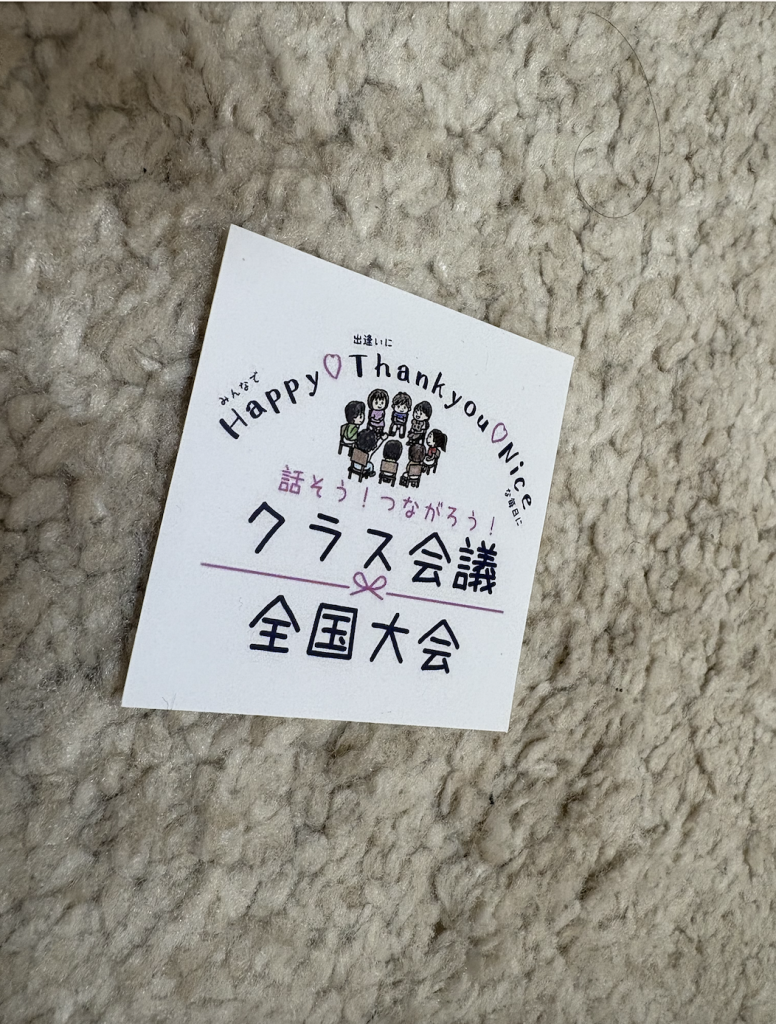 出逢いに
みんなで
Happy♡Thankyou♡Nice
な毎日に
話そう！つながろう！
クラス会議
全国大会